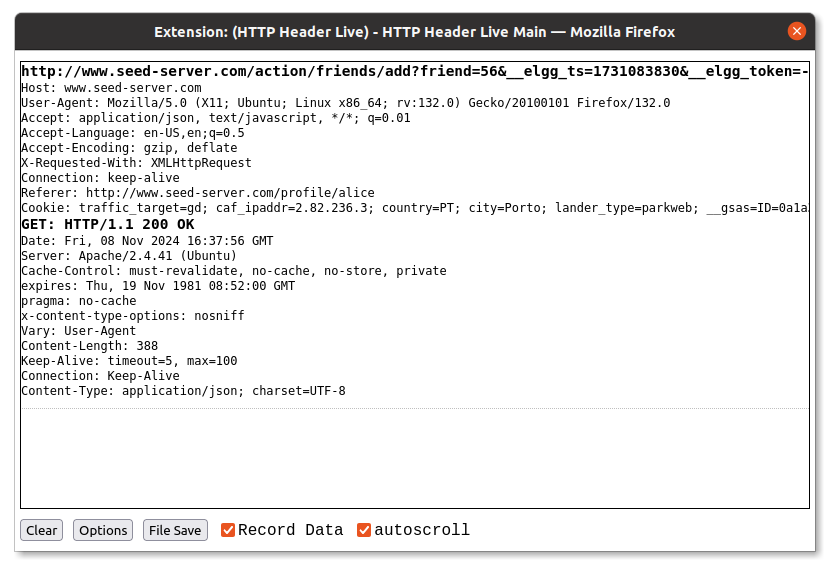 Extension: (HTTP Header Live) - HTTP Header Live Main — Mozilla Firefox
http://www.seed-server.com/action/friends/add?friend=56&__elgg_ts=1731083830&__elgg_token=-
Host: www.seed-server.com
User-Agent: Mozilla/5.0 (X11; Ubuntu; Linux x86_64; rv:132.0) Gecko/20100101 Firefox/132.0
Accept: application/json, text/javascript, */*; q=0.01
Accept-Language: en-US,en;q=0.5
Accept-Encoding: gzip, deflate
X-Requested-With: XMLHttpRequest
Connection: keep-alive
Referer: http://www.seed-server.com/profile/alice
Cookie: traffic_target=gd; caf_ipaddr=2.82.236.3; country=PT; city=Porto; lander_type=parkweb; __gsas=ID=0a1a
GET: HTTP/1.1 200 OK
Date: Fri, 08 Nov 2024 16:37:56 GMT
Server: Apache/2.4.41 (Ubuntu)
Cache-Control: must-revalidate, no-cache, no-store, private
expires: Thu, 19 Nov 1981 08:52:00 GMT
pragma: no-cache
x-content-type-options: nosniff
Vary: User-Agent
Content-Length: 388
Keep-Alive: timeout=5, max=100
Connection: Keep-Alive
Content-Type: application/json; charset=UTF-8
Clear Options File Save Record Data autoscroll